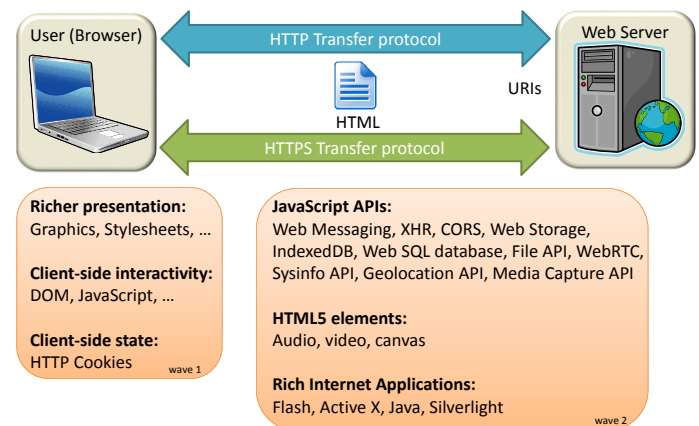 User (Browser)
HTTP Transfer protocol
Web Server
URIs
HTML
HTTPS Transfer protocol
Richer presentation:
Graphics, Stylesheets, …
Client-side interactivity:
DOM, JavaScript, …
Client-side state:
HTTP Cookies
wave 1
JavaScript APIs:
Web Messaging, XHR, CORS, Web Storage,
IndexedDB, Web SQL database, File API, WebRTC,
Sysinfo API, Geolocation API, Media Capture API
HTML5 elements:
Audio, video, canvas
Rich Internet Applications:
Flash, Active X, Java, Silverlight
wave 2